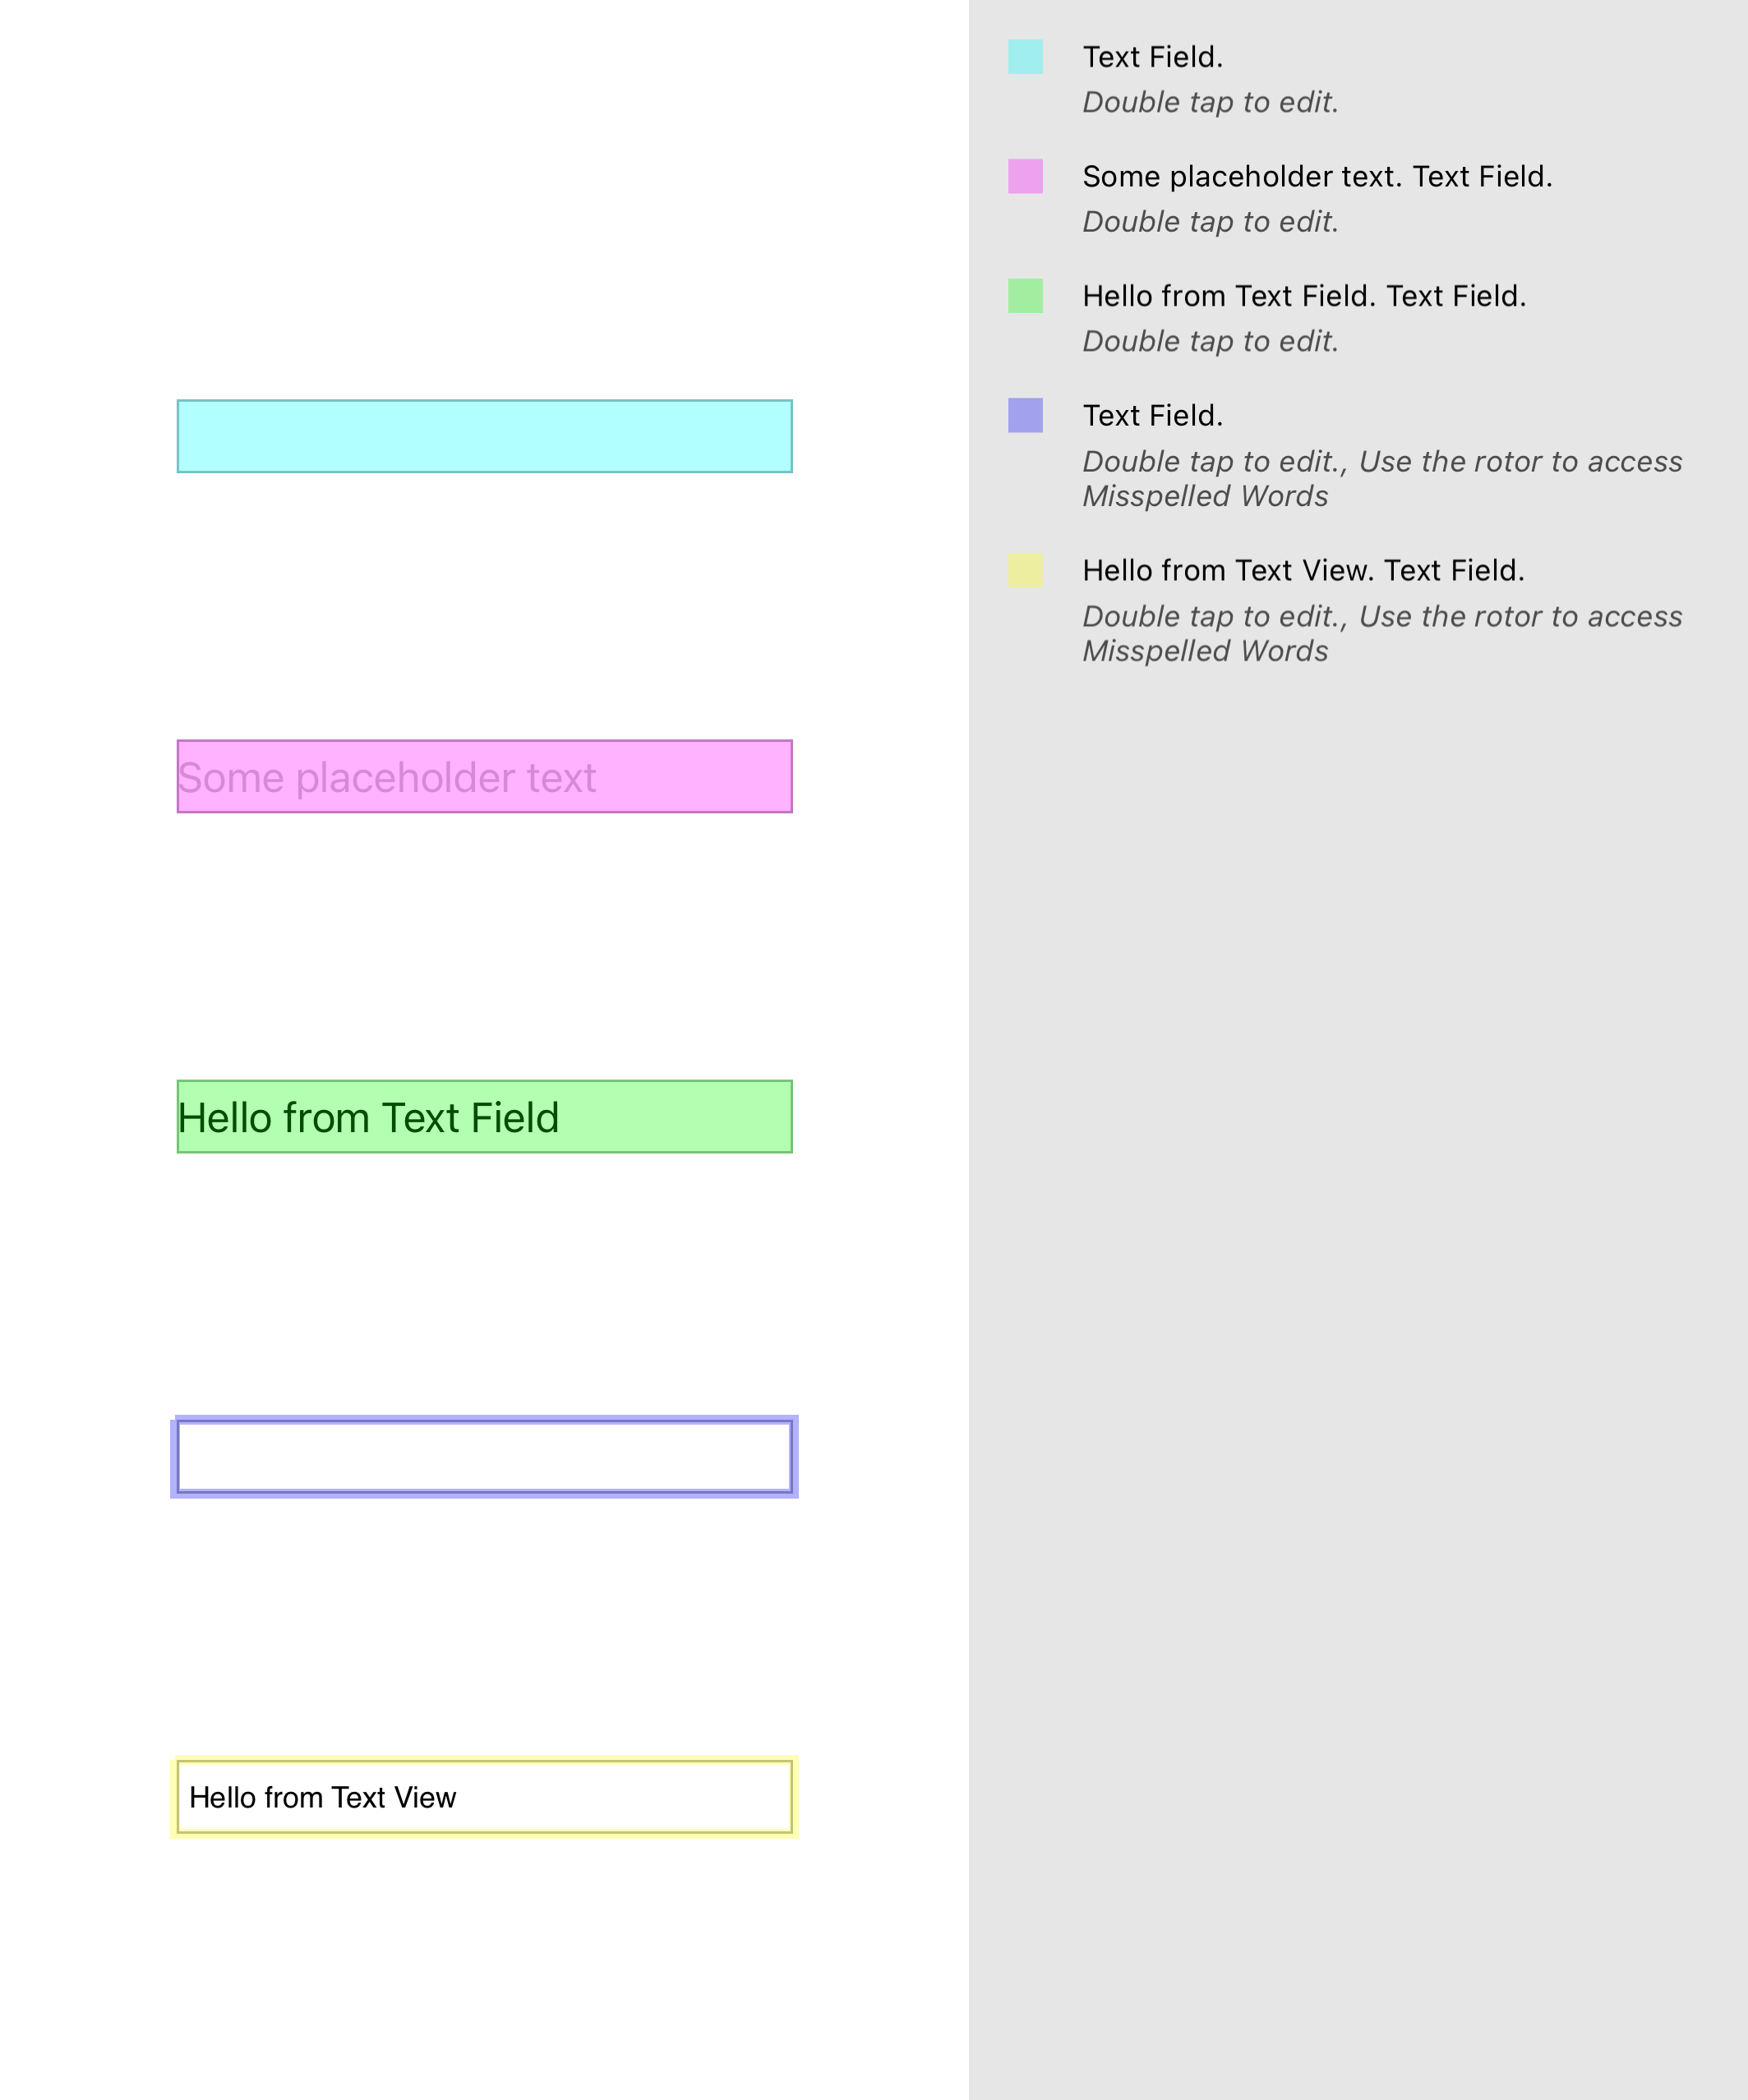 Some placeholder text
Hello from Text Field
Hello from Text View
Text Field.
Double tap to edit.
Some placeholder text. Text Field.
Double tap to edit.
Hello from Text Field. Text Field.
Double tap to edit.
Text Field.
Double tap to edit., Use the rotor to access
Misspelled Words
Hello from Text View. Text Field.
Double tap to edit., Use the rotor to access
Misspelled Words